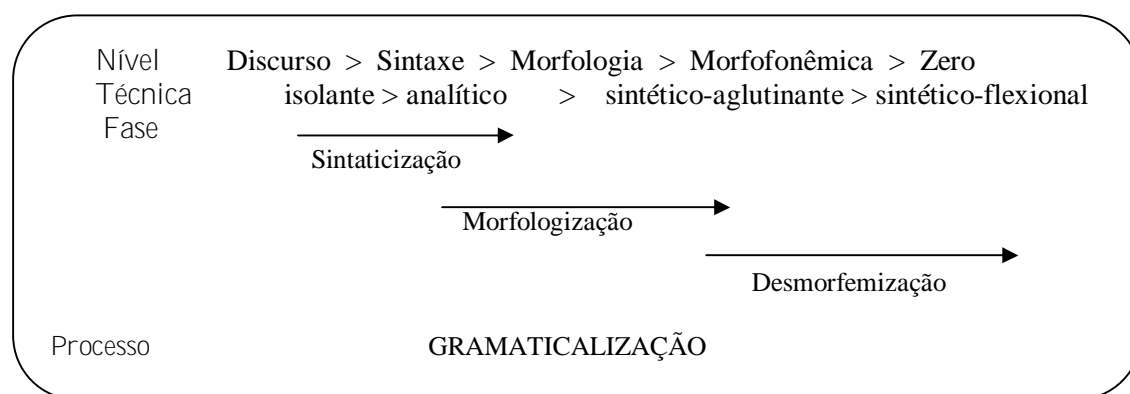 Nível Discurso > Sintaxe > Morfologia > Morfofonêmica > Zero
Técnica isolante > analítico > sintético-aglutinante > sintético-flexional
Fase
Sintaticização
Morfologização
Desmorfemização
Processo GRAMATICALIZAÇÃO